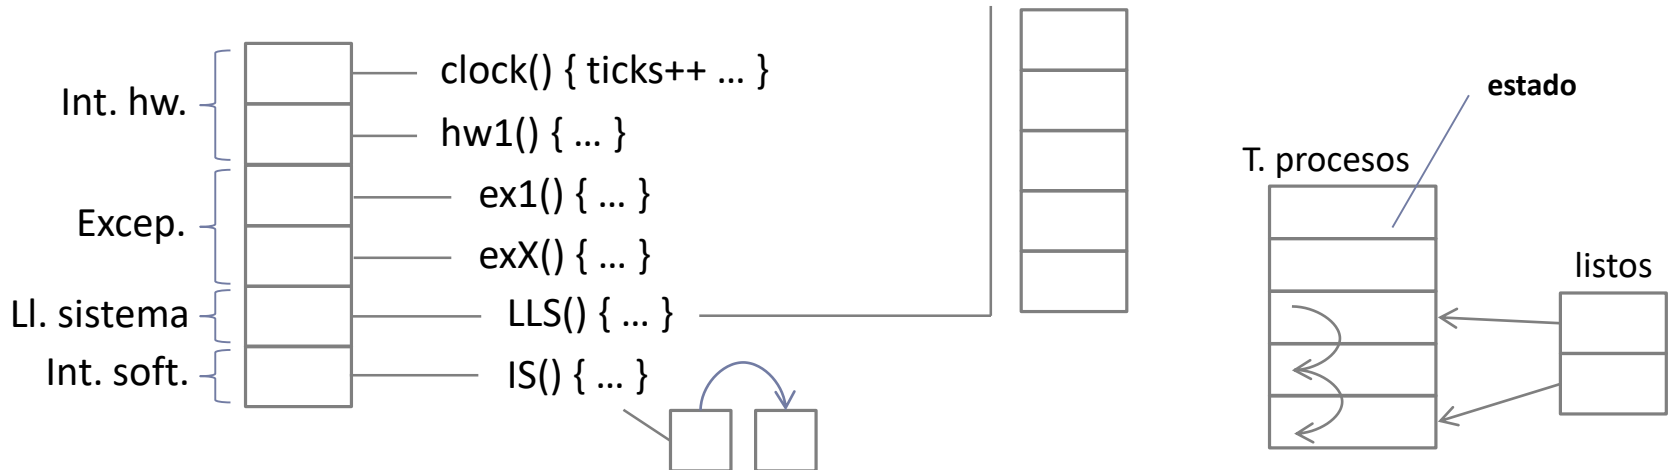 Int. hw.
clock() { ticks++ ... }
hw1() { ... }
Excep.
ex1() { ... }
exX() { ... }
Ll. sistema
LLS() { ... }
Int. soft.
IS() { ... }
estado
T. procesos
listos